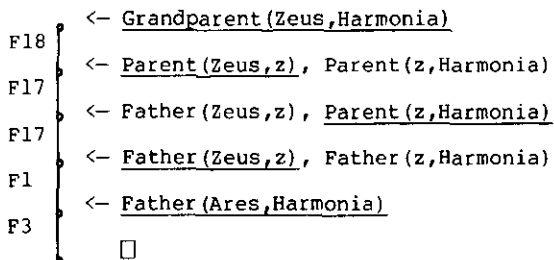 <– Grandparent(Zeus,Harmonia)
F18
<– Parent(Zeus,z), Parent(z,Harmonia)
F17
<– Father(Zeus,z), Parent(z,Harmonia)
F17
<– Father(Zeus,z), Father(z,Harmonia)
F1
<– Father(Ares,Harmonia)
F3
□